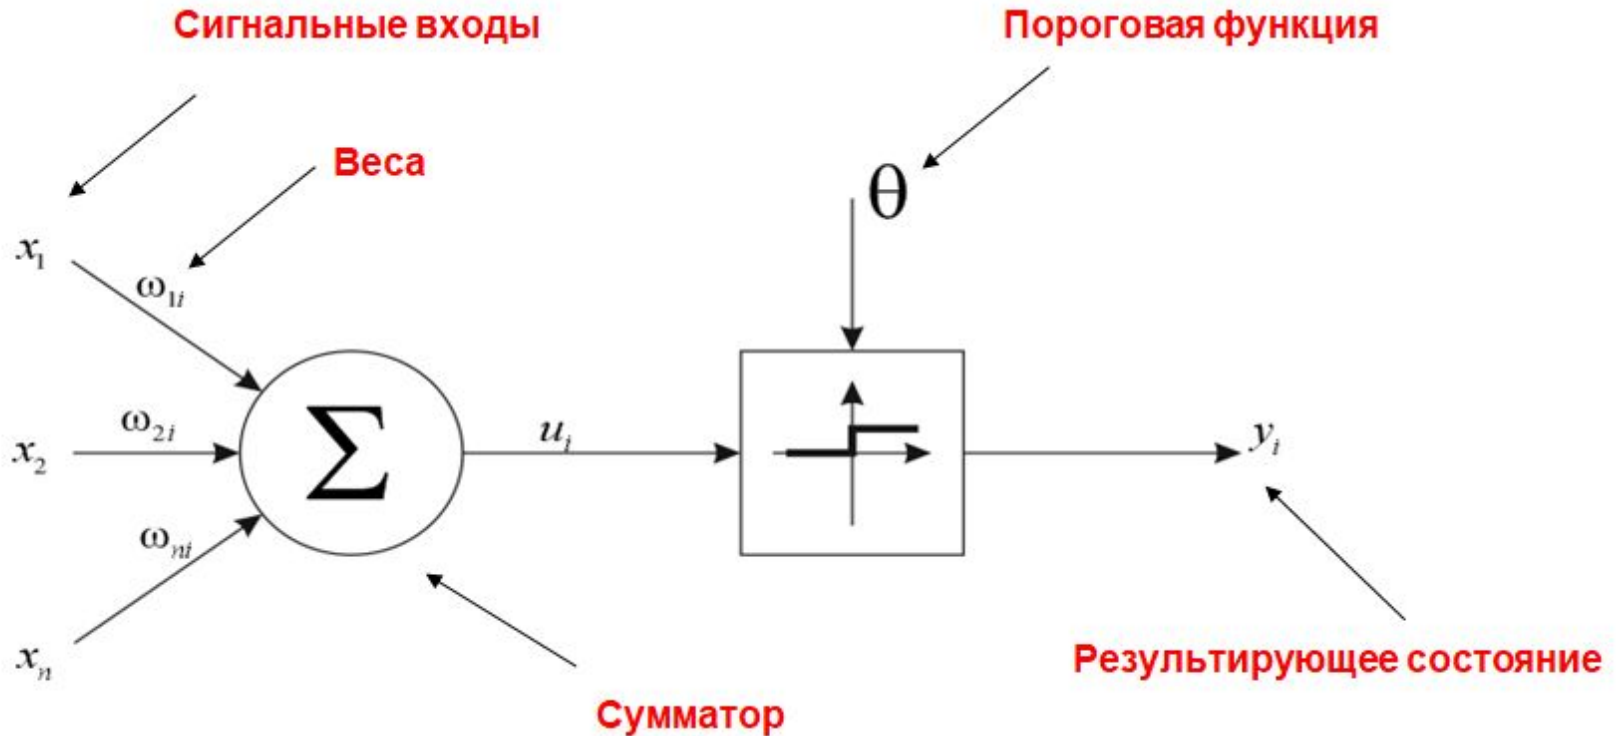 Сигнальные входы
Пороговая функция
Веса
θ
x₁
ω₁ᵢ
x₂
ω₂ᵢ
Σ
uᵢ
yᵢ
ωₙᵢ
xₙ
Результирующее состояние
Сумматор